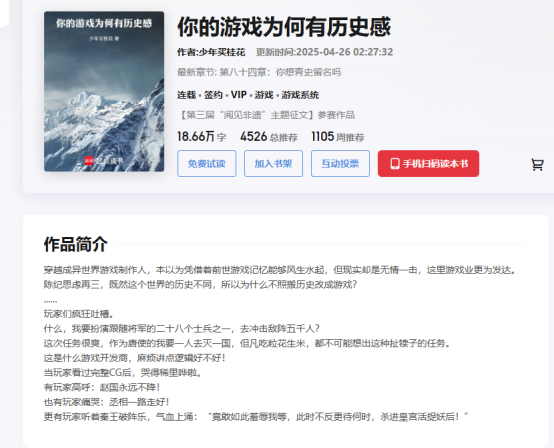 你的游戏为何有历史感
少年买桂花 著
你的游戏为何有历史感
作者:少年买桂花 更新时间:2025-04-26 02:27:32
最新章节: 第八十四章：你想青史留名吗
连载 • 签约 • VIP • 游戏 • 游戏系统
【第三届“阅见非遗”主题征文】参赛作品
18.66万 字 4526 总推荐 1105 周推荐
免费试读 加入书架 互动投票 手机扫码读本书
作品简介
穿越成异世界游戏制作人，本以为凭借着前世游戏记忆能够风生水起，但现实却是无情一击，这里游戏业更为发达。
陈纪思虑再三，既然这个世界的历史不同，所以为什么不照搬历史改成游戏？
......
玩家们疯狂吐槽。
什么，我要扮演跟随将军的二十八个士兵之一，去冲击敌阵五千人？
这次任务很爽，作为唐使的我要一人去灭一国，但凡吃粒花生米，都不可能想出这种扯犊子的任务。
这是什么游戏开发商，麻烦讲点逻辑好不好！
当玩家看过完整CG后，哭得稀里哗啦。
有玩家高呼：赵国永远不降！
也有玩家痛哭：丞相一路走好！
更有玩家听着秦王破阵乐，气血上涌：“竟敢如此羞辱我等，此时不反更待何时，杀进皇宫活捉妖后！”